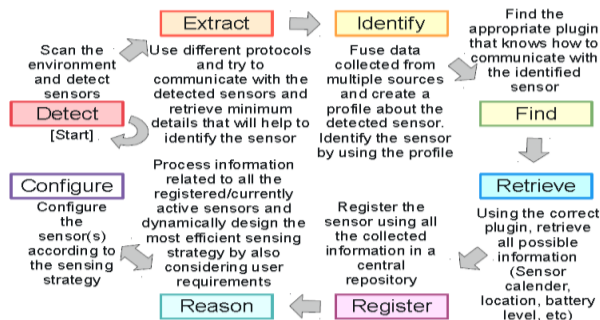 Extract
Identify
Find the
appropriate plugin
that knows how to
communicate with
the identified
sensor
Scan the
environment
and detect
sensors
Use different protocols
and try to
communicate with the
detected sensors and
retrieve minimum
details that will help to
identify the sensor
Fuse data
collected from
multiple sources
and create a
profile about the
detected sensor.
Identify the sensor
by using the profile
Detect
[Start]
Find
Configure
Configure
the
sensor(s)
according to
the sensing
strategy
Process information
related to all the
registered/currently
active sensors and
dynamically design the
most efficient sensing
strategy by also
considering user
requirements
Register the
sensor using all
the collected
information in a
central
repository
Retrieve
Using the correct
plugin, retrieve
all possible
information
(Sensor
calender,
location, battery
level, etc)
Reason
Register